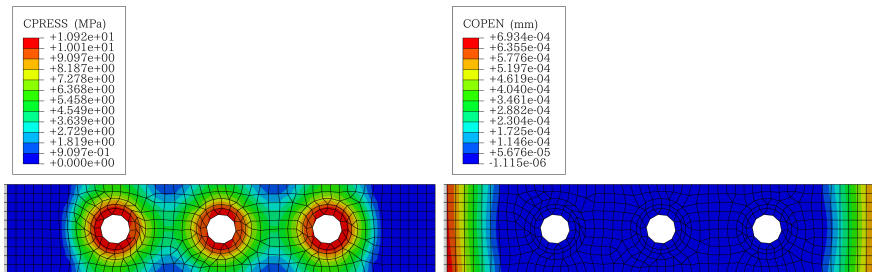 CPRESS (MPa)
+1.092e+01
+1.001e+01
+9.097e+00
+8.187e+00
+7.278e+00
+6.368e+00
+5.458e+00
+4.549e+00
+3.639e+00
+2.729e+00
+1.819e+00
+9.097e-01
+0.000e+00
COPEN (mm)
+6.934e-04
+6.355e-04
+5.776e-04
+5.197e-04
+4.619e-04
+4.040e-04
+3.461e-04
+2.882e-04
+2.304e-04
+1.725e-04
+1.146e-04
+5.676e-05
-1.115e-06